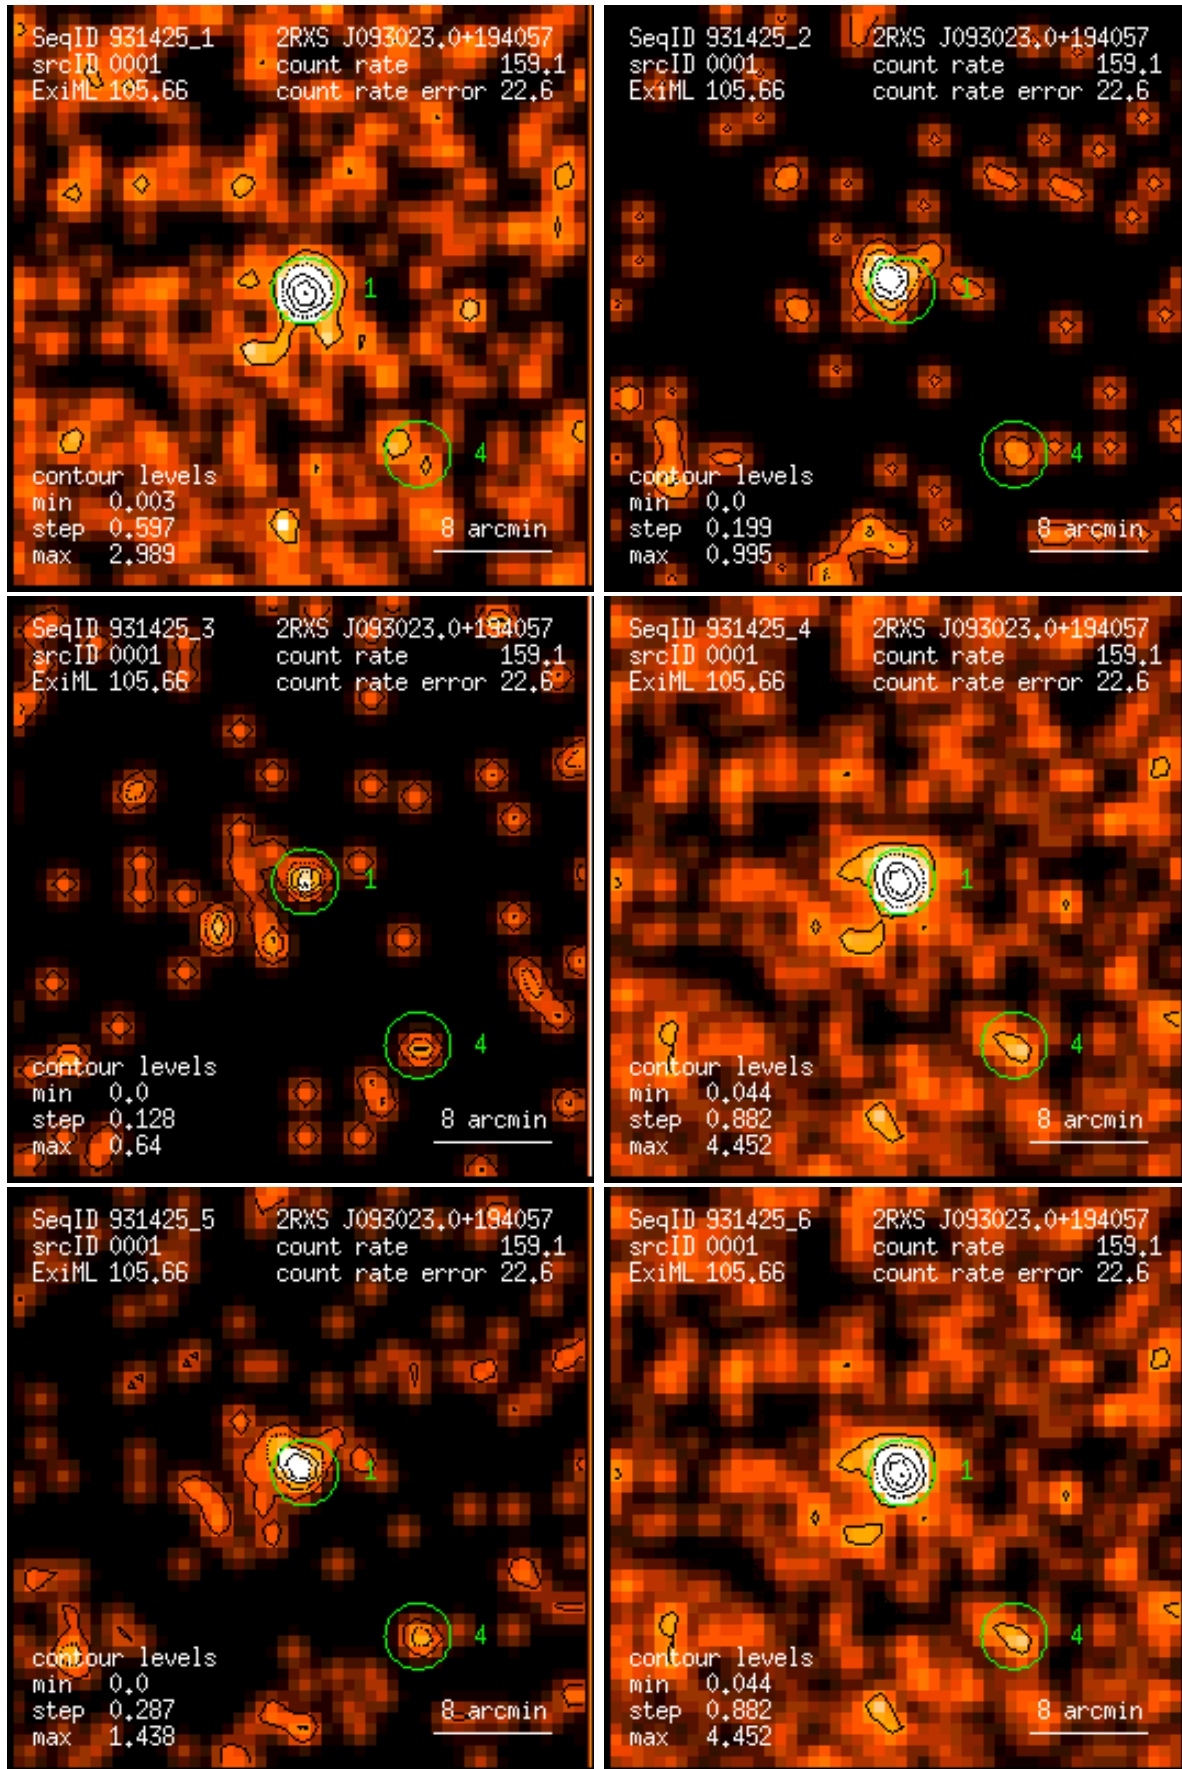 SeqID 931425_1 2RXS J093023.0+194057
srcID 0001 count rate 159.1
ExiML 105.66 count rate error 22.6
1
4
contour levels
min 0.003
step 0.597 8 arcmin
max 2.989
SeqID 931425_2 2RXS J093023.0+194057
srcID 0001 count rate 159.1
ExiML 105.66 count rate error 22.6
1
4
contour levels
min 0.0
step 0.199 8 arcmin
max 0.995
SeqID 931425_3 2RXS J093023.0+194057
srcID 0001 count rate 159.1
ExiML 105.66 count rate error 22.6
1
4
contour levels
min 0.0
step 0.128 8 arcmin
max 0.64
SeqID 931425_4 2RXS J093023.0+194057
srcID 0001 count rate 159.1
ExiML 105.66 count rate error 22.6
1
4
contour levels
min 0.044
step 0.882 8 arcmin
max 4.452
SeqID 931425_5 2RXS J093023.0+194057
srcID 0001 count rate 159.1
ExiML 105.66 count rate error 22.6
1
4
contour levels
min 0.0
step 0.287 8 arcmin
max 1.438
SeqID 931425_6 2RXS J093023.0+194057
srcID 0001 count rate 159.1
ExiML 105.66 count rate error 22.6
1
4
contour levels
min 0.044
step 0.882 8 arcmin
max 4.452